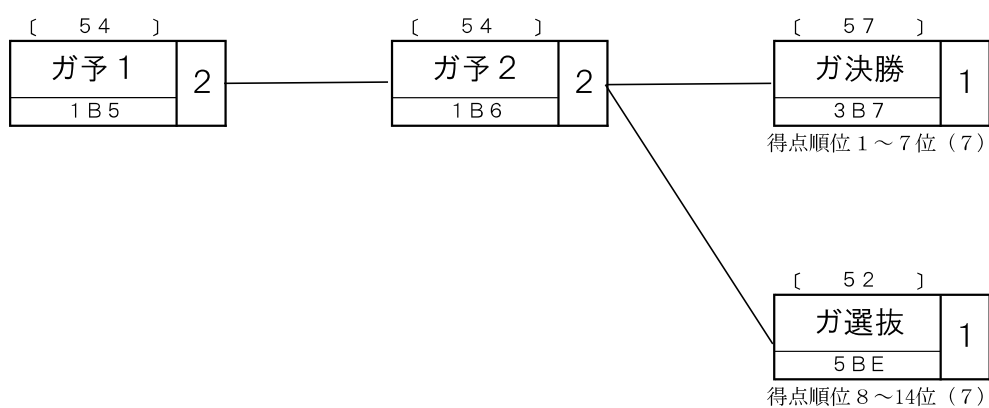 〔　５４　〕
ガ予１
２
１Ｂ５
〔　５４　〕
ガ予２
２
１Ｂ６
〔　５７　〕
ガ決勝
１
３Ｂ７
得点順位１～７位（７）
〔　５２　〕
ガ選抜
１
５ＢＥ
得点順位８～14位（７）